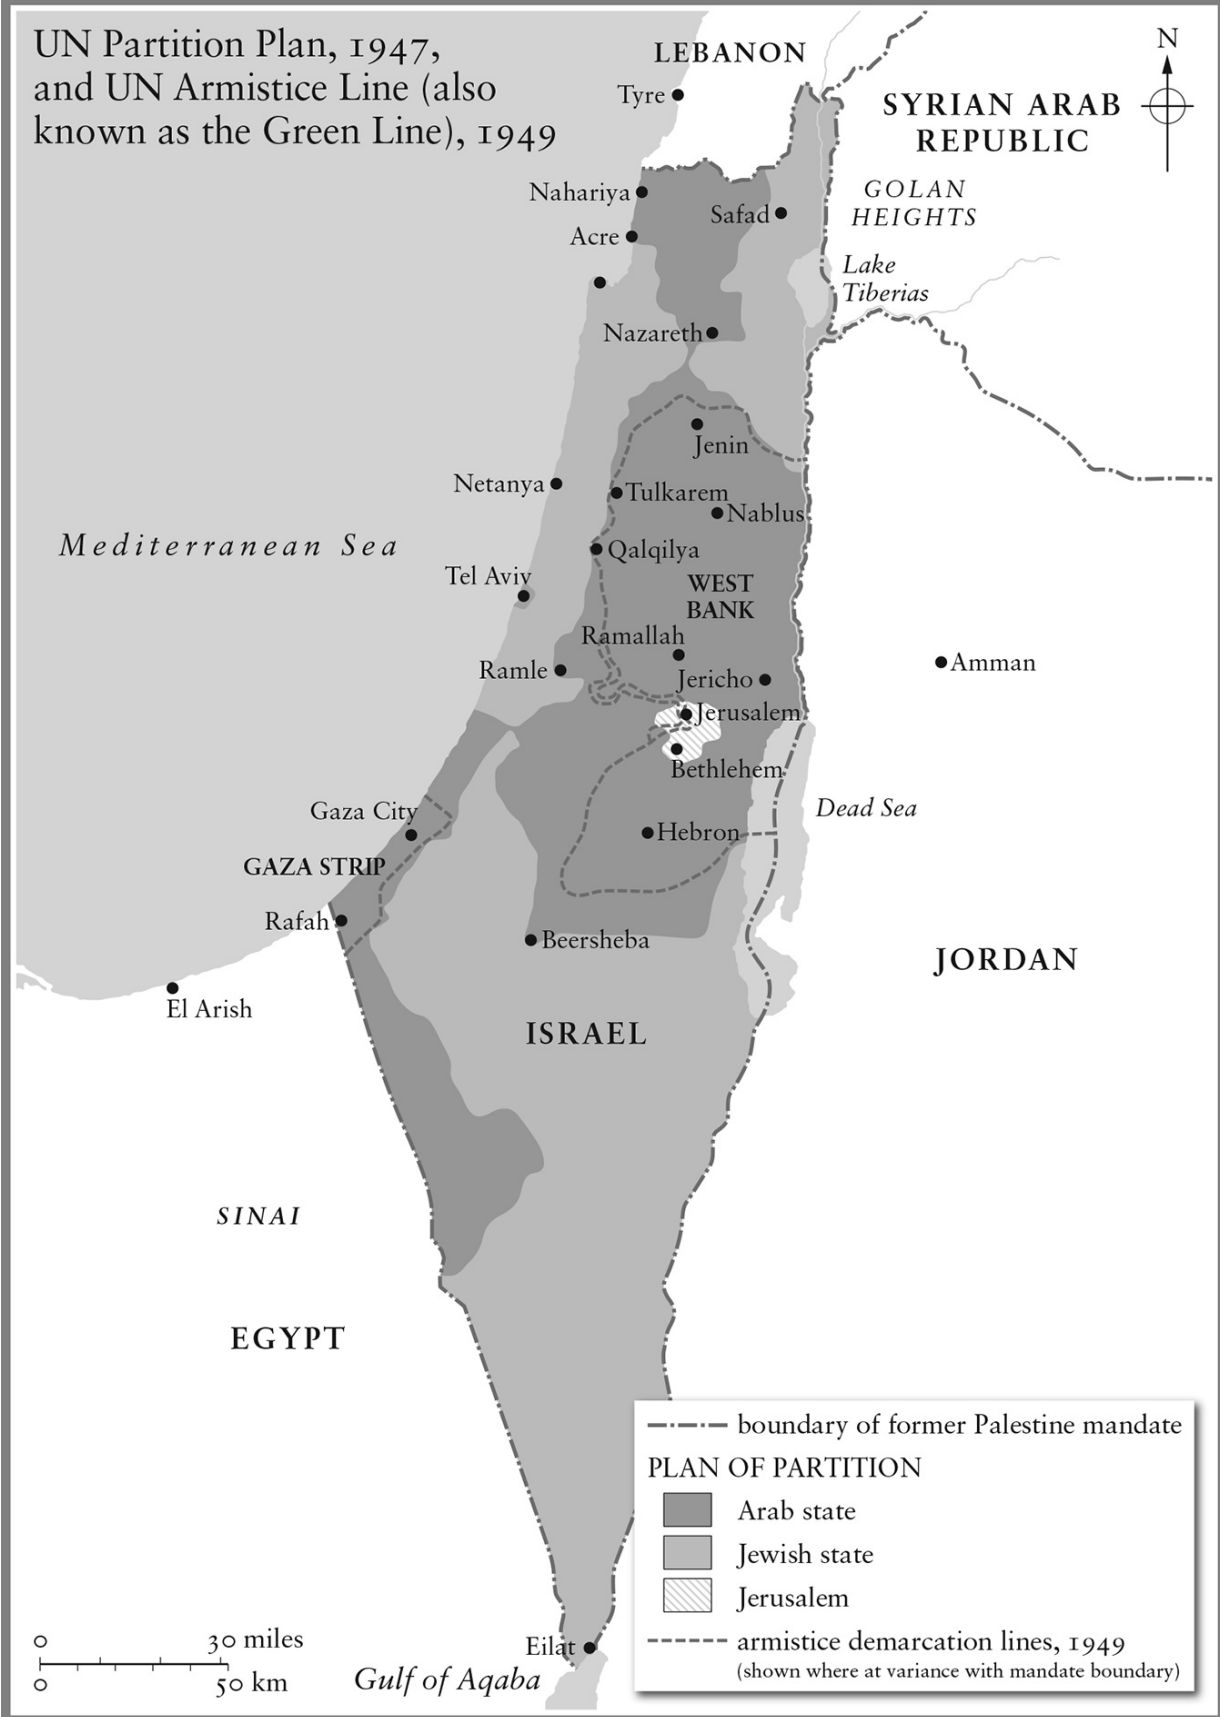 UN Partition Plan, 1947,
and UN Armistice Line (also
known as the Green Line), 1949
LEBANON
N
Tyre
SYRIAN ARAB
REPUBLIC
Nahariya
GOLAN
HEIGHTS
Safad
Acre
Lake
Tiberias
Nazareth
Jenin
Netanya
Tulkarem
Nablus
Mediterranean Sea
Qalqilya
Tel Aviv
WEST
BANK
Ramallah
Ramle
Jericho
Amman
Jerusalem
Bethlehem
Gaza City
Dead Sea
Hebron
GAZA STRIP
Rafah
Beersheba
JORDAN
El Arish
ISRAEL
SINAI
EGYPT
boundary of former Palestine mandate
PLAN OF PARTITION
Arab state
Jewish state
Jerusalem
armistice demarcation lines, 1949
(shown where at variance with mandate boundary)
Eilat
Gulf of Aqaba
0 30 miles
0 50 km